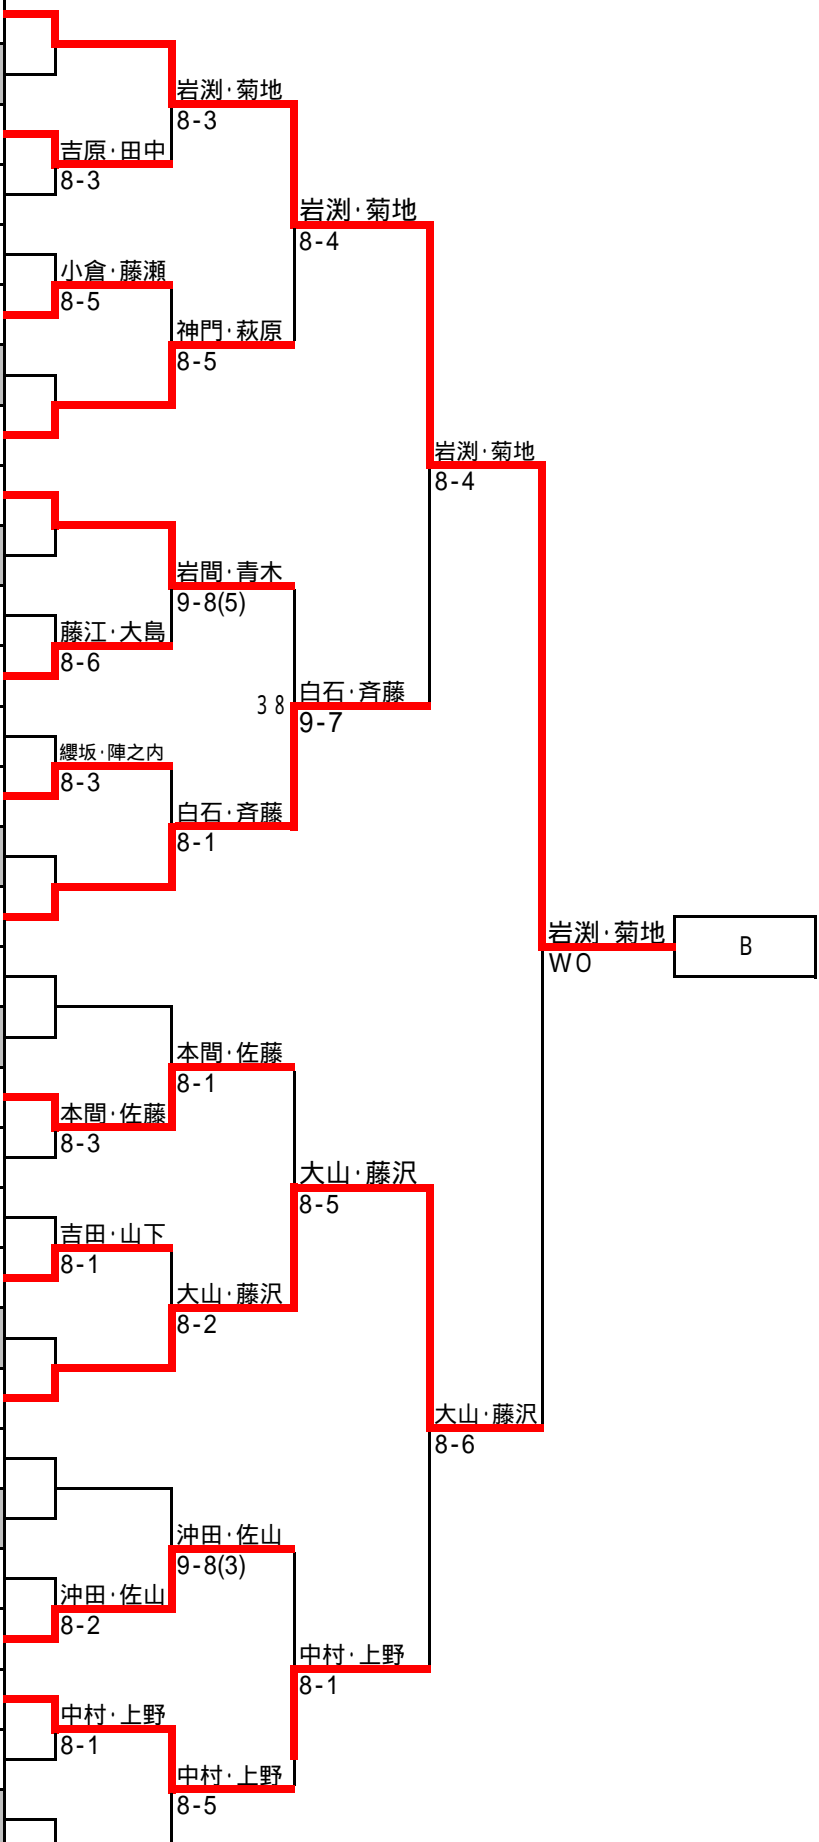 岩渕·菊地
8-3
吉原·田中
8-3
岩渕·菊地
8-4
小倉·藤瀬
8-5
神門·萩原
8-5
岩渕·菊地
8-4
岩間·青木
9-8(5)
藤江·大島
8-6
白石·斉藤
38
9-7
纓坂·陣之内
8-3
白石·斉藤
8-1
岩渕·菊地
B
WO
本間·佐藤
8-1
本間·佐藤
8-3
大山·藤沢
8-5
吉田·山下
8-1
大山·藤沢
8-2
大山·藤沢
8-6
沖田·佐山
9-8(3)
沖田·佐山
8-2
中村·上野
8-1
中村·上野
8-1
中村·上野
8-5